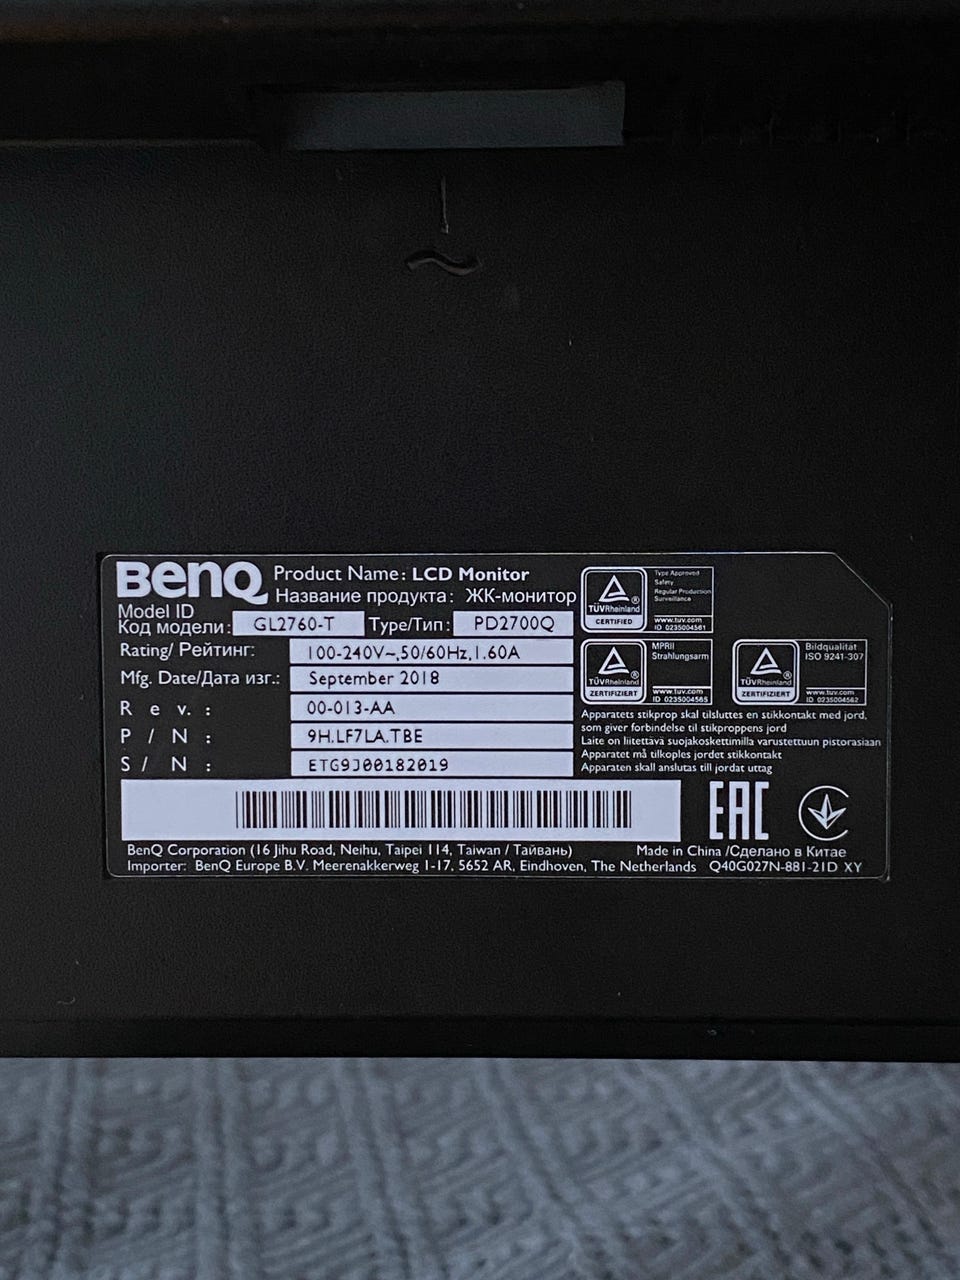 BenQ
Product Name: LCD Monitor
Название продукта: ЖК-монитор
Model ID
Код модели: GL2760-T Type/Тип: PD2700Q
Rating/ Рейтинг: 100-240V~,50/60Hz,1.60A
Mfg. Date/Дата изг.: September 2018
Rev.: 00-013-AA
P/N: 9H.LF7LA.TBE
S/N: ETG9J00182019
TÜVRheinland
CERTIFIED
Type Approved
Safety
Regular Production
Surveillance
www.tuv.com
ID 0235004561
TÜVRheinland
ZERTIFIZIERT
MPRII
Strahlungsarm
www.tuv.com
ID 0235004565
TÜVRheinland
ZERTIFIZIERT
Bildqualität
ISO 9241-307
www.tuv.com
ID 0235004562
Apparatets stikprop skal tilsluttes en stikkontakt med jord,
som giver forbindelse til stikproppens jord
Laite on liitettävä suojakoskettimilla varustettuun pistorasiaan
Apparatet må tilkoples jordet stikkontakt
Apparaten skall anslutas till jordat uttag
EAC
BenQ Corporation (16 Jihu Road, Neihu, Taipei 114, Taiwan / Тайвань)
Made in China /Сделано в Китае
Importer: BenQ Europe B.V. Meerenakkerweg 1-17, 5652 AR, Eindhoven, The Netherlands
Q40G027N-881-21D XY